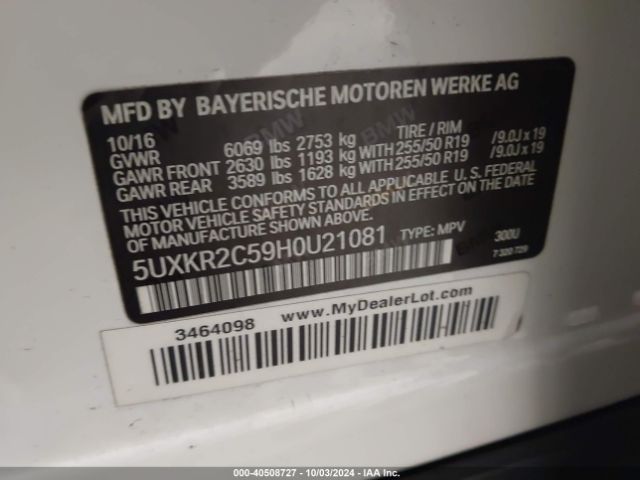 MFD BY BAYERISCHE MOTOREN WERKE AG
10/16
GVWR 6069 lbs 2753 kg TIRE / RIM
GAWR FRONT 2630 lbs 1193 kg WITH 255/50 R19 /9.0J x 19
GAWR REAR 3589 lbs 1628 kg WITH 255/50 R19 /9.0J x 19
THIS VEHICLE CONFORMS TO ALL APPLICABLE U.S. FEDERAL
MOTOR VEHICLE SAFETY STANDARDS IN EFFECT ON THE DATE
OF MANUFACTURE SHOWN ABOVE.
5UXKR2C59H0U21081 TYPE: MPV 300U
7 320 729
3464098 www.MyDealerLot.com
000-40508727 - 10/03/2024 - IAA Inc.